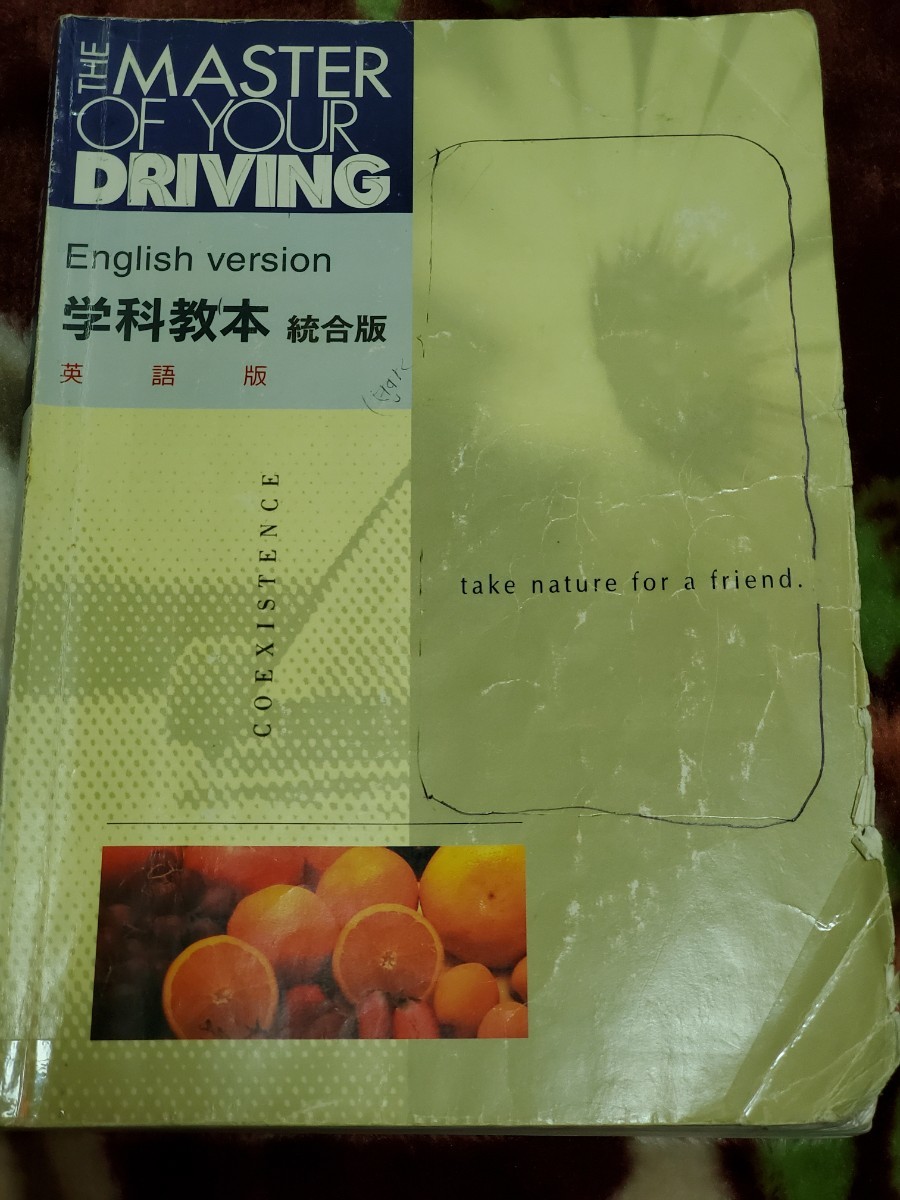 THE MASTER
OF YOUR
DRIVING
English version
学科教本 統合版
英語版
COEXISTENCE
take nature for a friend.